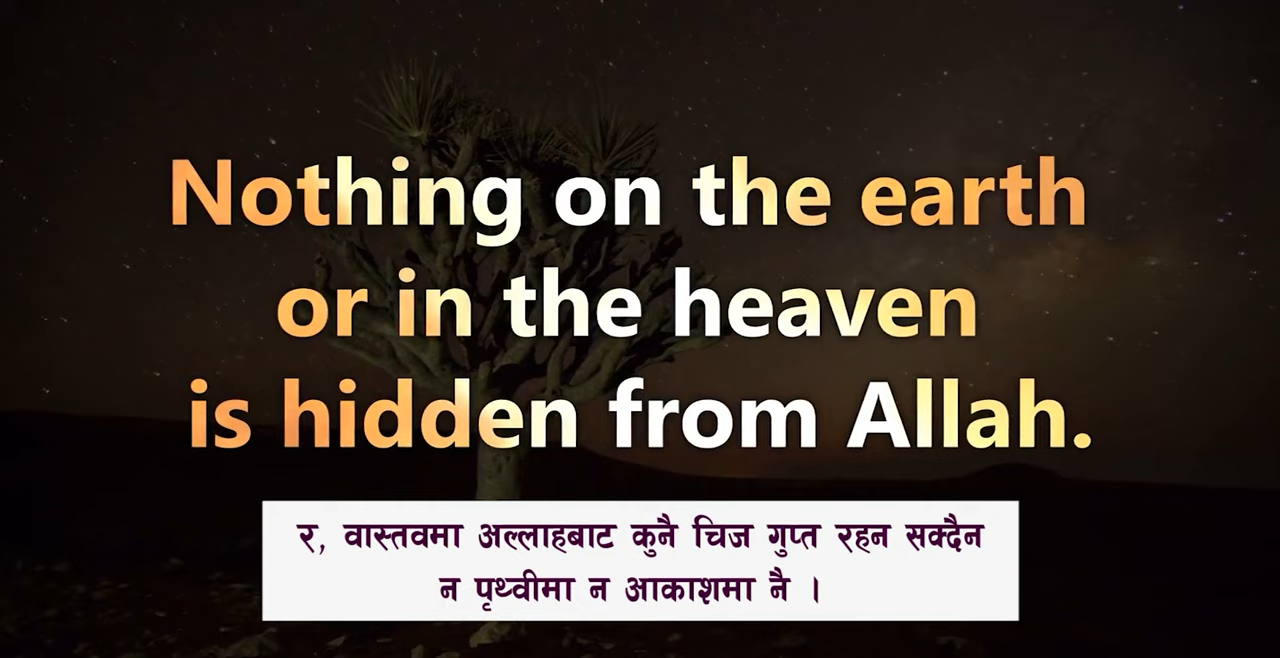 Nothing on the earth
or in the heaven
is hidden from Allah.
र, वास्तवमा अल्लाहबाट कुनै चिज गुप्त रहन सक्दैन
न पृथ्वीमा न आकाशमा नै ।